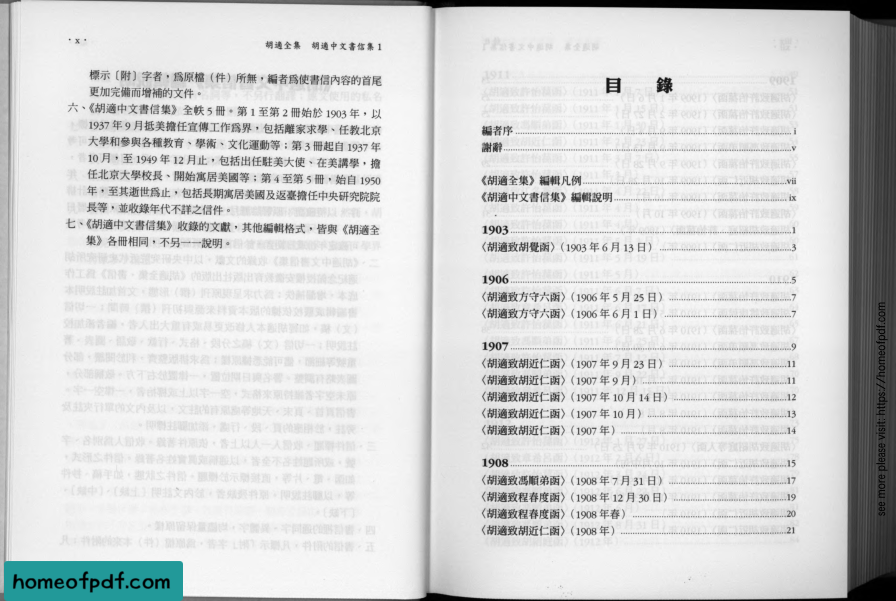 · x ·
胡適全集 胡適中文書信集 1
標示〔附〕字者，為原檔（件）所無，編者為使書信內容的首尾
更加完備而增補的文件。
六、《胡適中文書信集》全帙 5 冊。第 1 至第 2 冊始於 1903 年，以
1937 年 9 月抵美擔任宣傳工作為界，包括離家求學、任教北京
大學和參與各種教育、學術、文化運動等；第 3 冊起自 1937 年
10 月，至 1949 年 12 月止，包括出任駐美大使、在美講學，擔
任北京大學校長、開始寓居美國等；第 4 至第 5 冊，始自 1950
年，至其逝世為止，包括長期寓居美國及返臺擔任中央研究院院
長等，並收錄年代不詳之信件。
七、《胡適中文書信集》收錄的文獻，其他編輯格式，皆與《胡適全
集》各冊相同，不另一一說明。
目 錄
編者序 i
謝辭 v
《胡適全集》編輯凡例 vii
《胡適中文書信集》編輯說明 ix
1903 1
〈胡適致胡覺函〉（1903 年 6 月 13 日） 3
1906 5
〈胡適致方守六函〉（1906 年 5 月 25 日） 7
〈胡適致方守六函〉（1906 年 6 月 1 日） 7
1907 9
〈胡適致胡近仁函〉（1907 年 9 月 23 日） 11
〈胡適致胡近仁函〉（1907 年 9 月） 11
〈胡適致胡近仁函〉（1907 年 10 月 14 日） 12
〈胡適致胡近仁函〉（1907 年 10 月） 13
〈胡適致胡近仁函〉（1907 年） 14
1908 15
〈胡適致馮順弟函〉（1908 年 7 月 31 日） 17
〈胡適致程春度函〉（1908 年 12 月 30 日） 19
〈胡適致程春度函〉（1908 年春） 20
〈胡適致胡近仁函〉（1908 年） 21
see more please visit: https://homeofpdf.com
homeofpdf.com